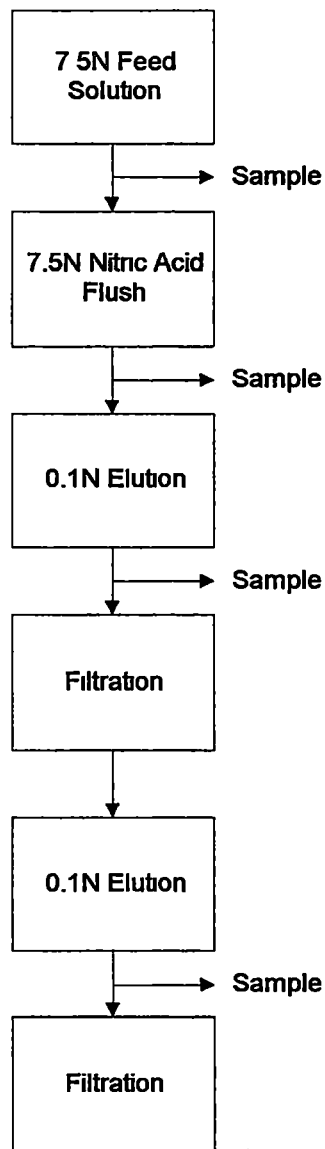 7 5N Feed
Solution
Sample
7.5N Nitric Acid
Flush
Sample
0.1N Elution
Sample
Filtration
0.1N Elution
Sample
Filtration